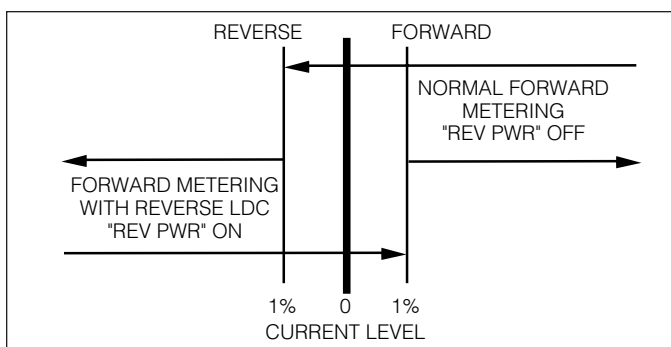 REVERSE FORWARD
NORMAL FORWARD
METERING
"REV PWR" OFF
FORWARD METERING
WITH REVERSE LDC
"REV PWR" ON
1% 0 1%
CURRENT LEVEL